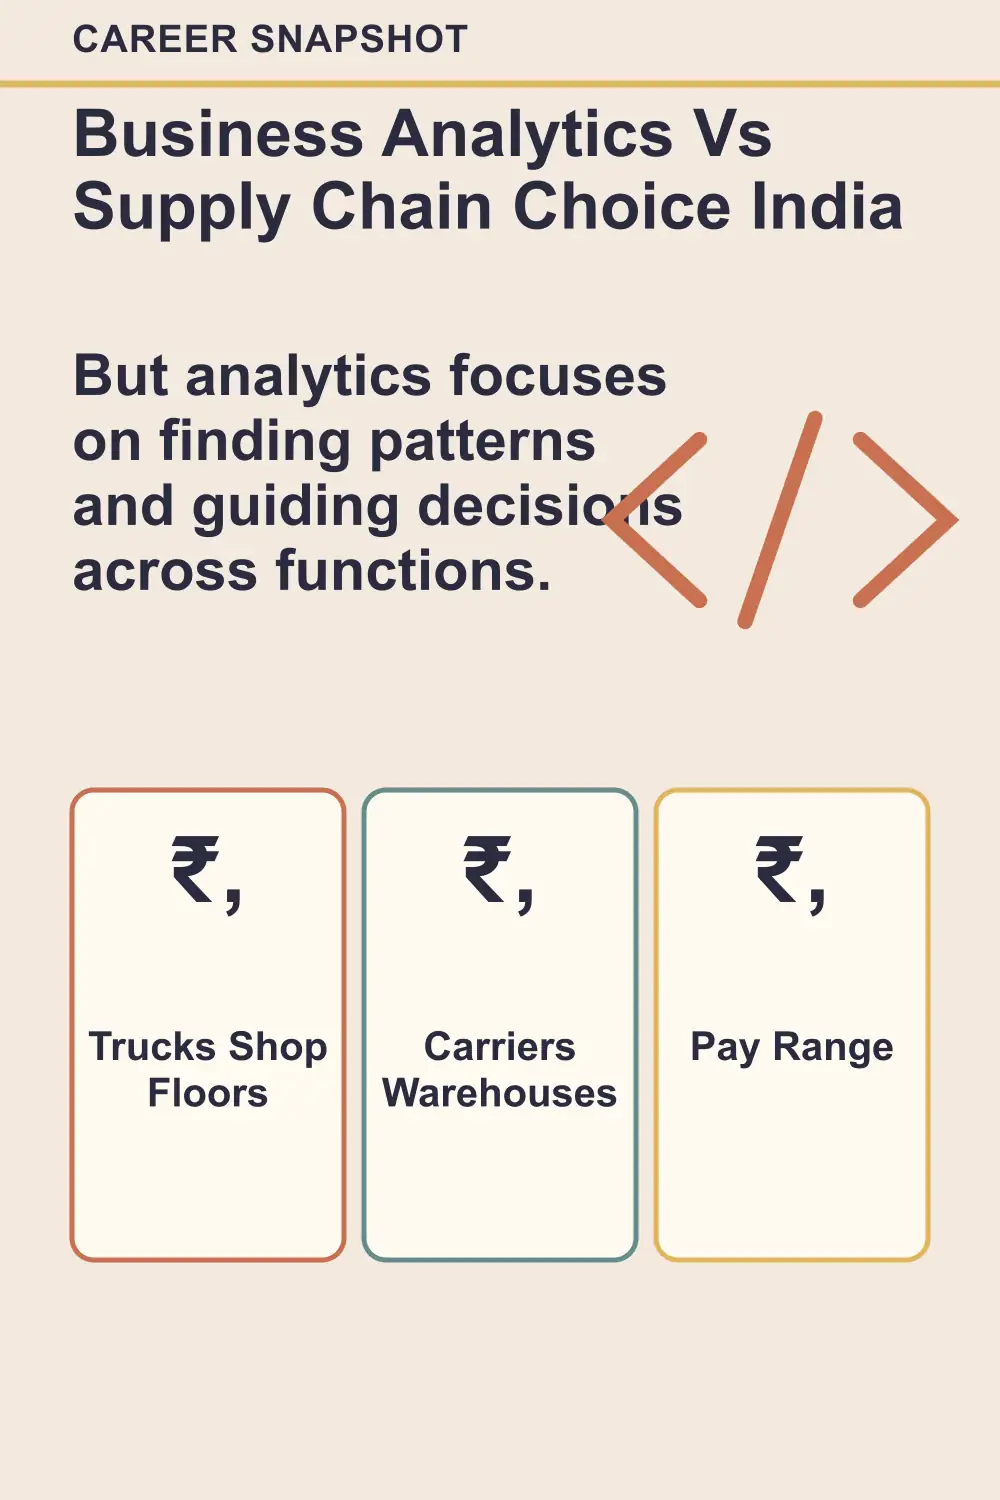 CAREER SNAPSHOT
Business Analytics Vs
Supply Chain Choice India
But analytics focuses
on finding patterns
and guiding decisions
across functions.
</>
₹,
₹,
₹,
Trucks Shop
Floors
Carriers
Warehouses
Pay Range